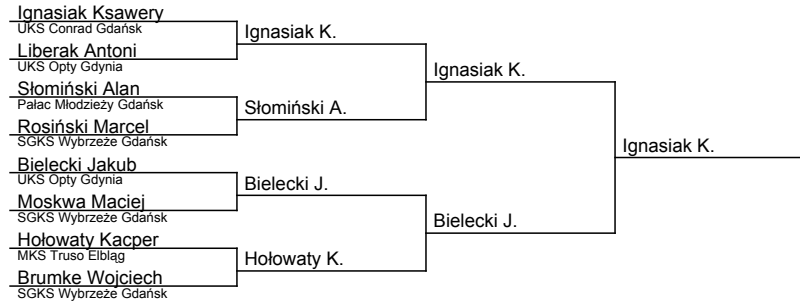 Ignasiak Ksawery
UKS Conrad Gdańsk
Liberak Antoni
UKS Opty Gdynia
Słomiński Alan
Pałac Młodzieży Gdańsk
Rosiński Marcel
SGKS Wybrzeże Gdańsk
Bielecki Jakub
UKS Opty Gdynia
Moskwa Maciej
SGKS Wybrzeże Gdańsk
Hołowaty Kacper
MKS Truso Elbląg
Brumke Wojciech
SGKS Wybrzeże Gdańsk
Ignasiak K.
Słomiński A.
Bielecki J.
Hołowaty K.
Ignasiak K.
Bielecki J.
Ignasiak K.